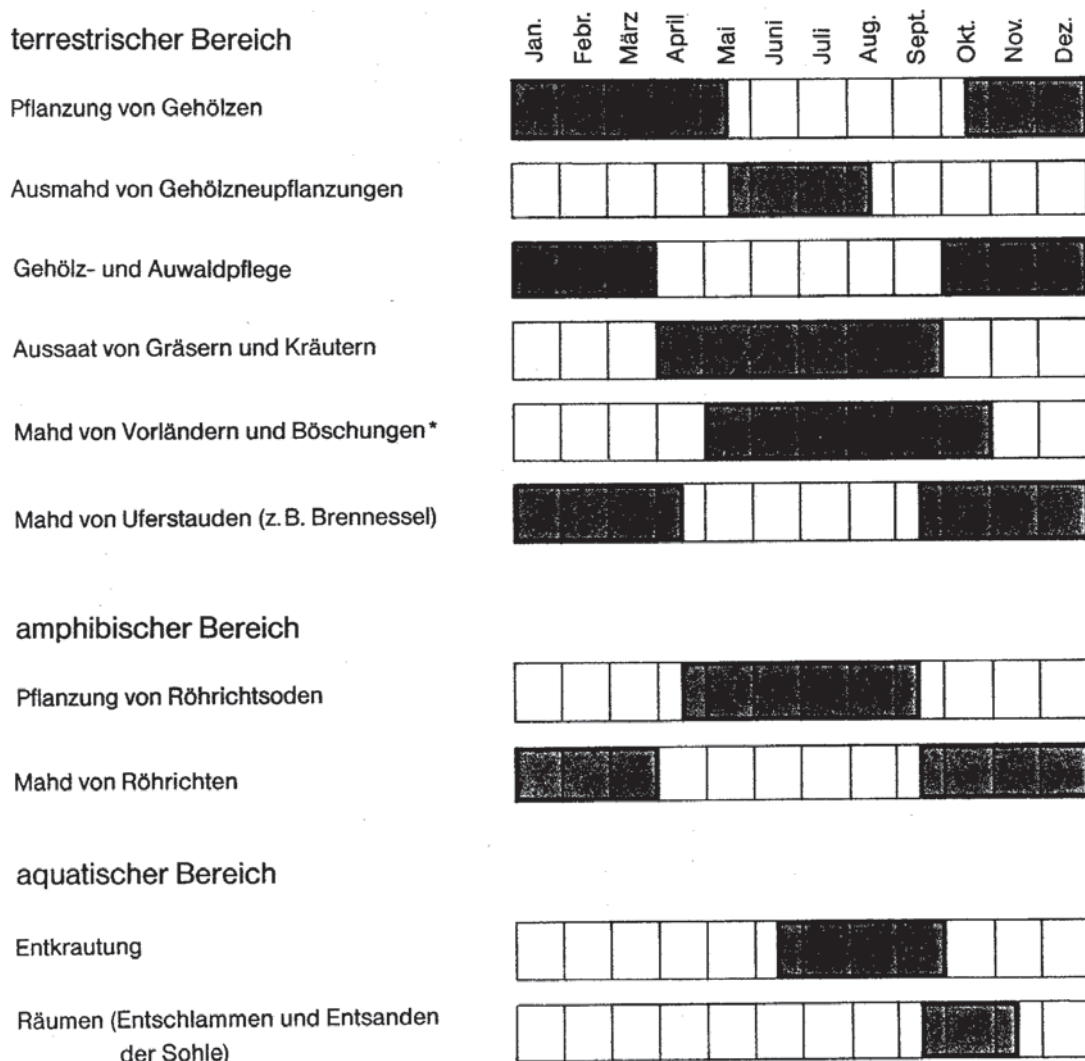 terrestrischer Bereich
Jan.
Febr.
März
April
Mai
Juni
Juli
Aug.
Sept.
Okt.
Nov.
Dez.
Pflanzung von Gehölzen
Ausmahd von Gehölzneupflanzungen
Gehölz- und Auwaldpflege
Aussaat von Gräsern und Kräutern
Mahd von Vorländern und Böschungen*
Mahd von Uferstauden (z.B. Brennessel)
amphibischer Bereich
Pflanzung von Röhrichtsoden
Mahd von Röhrichten
aquatischer Bereich
Entkrautung
Räumen (Entschlammen und Entsanden
der Sohle)